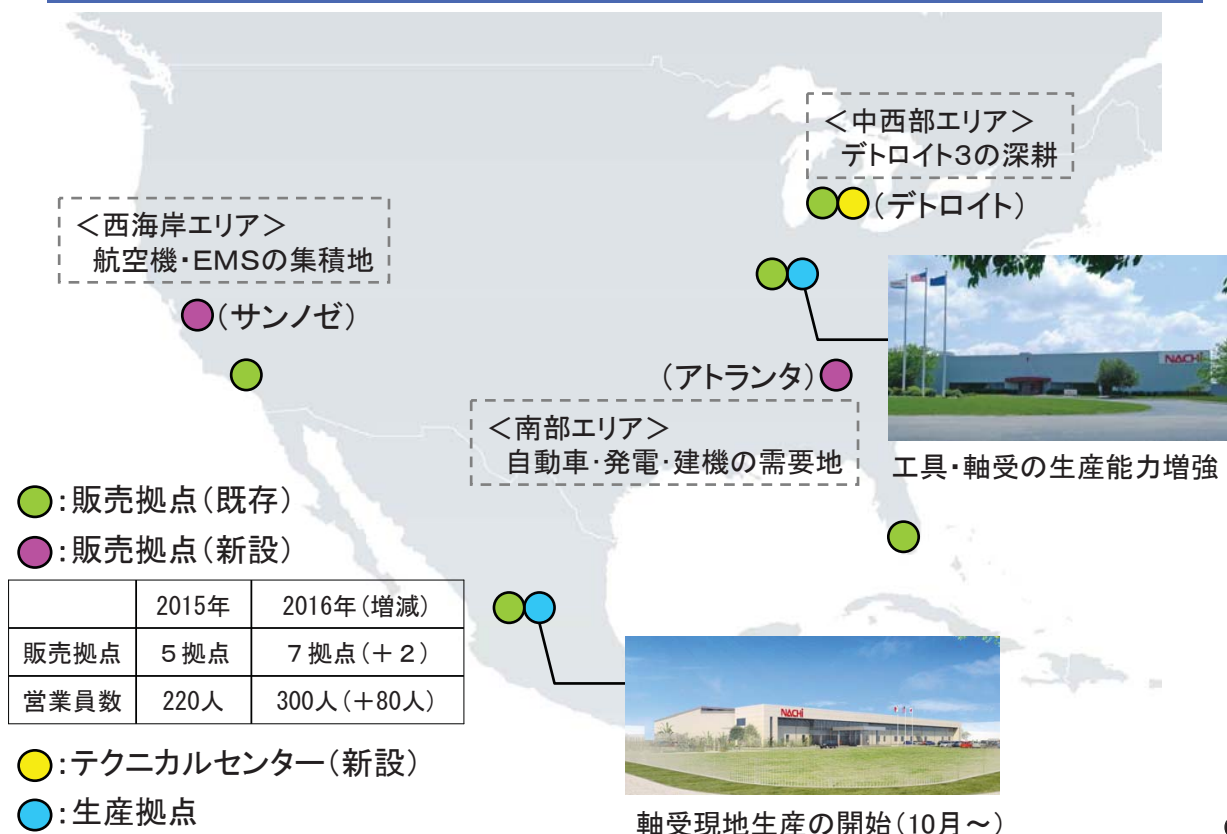 ＜中西部エリア＞
デトロイト3の深耕
(デトロイト)
＜西海岸エリア＞
航空機・EMSの集積地
(サンノゼ)
NACHi
(アトランタ)
＜南部エリア＞
自動車・発電・建機の需要地
工具・軸受の生産能力増強
:販売拠点(既存)
:販売拠点(新設)
2015年 2016年(増減)
販売拠点 5拠点 7拠点(＋2)
営業員数 220人 300人(＋80人)
NACHi
:テクニカルセンター(新設)
:生産拠点
軸受現地生産の開始(10月～)